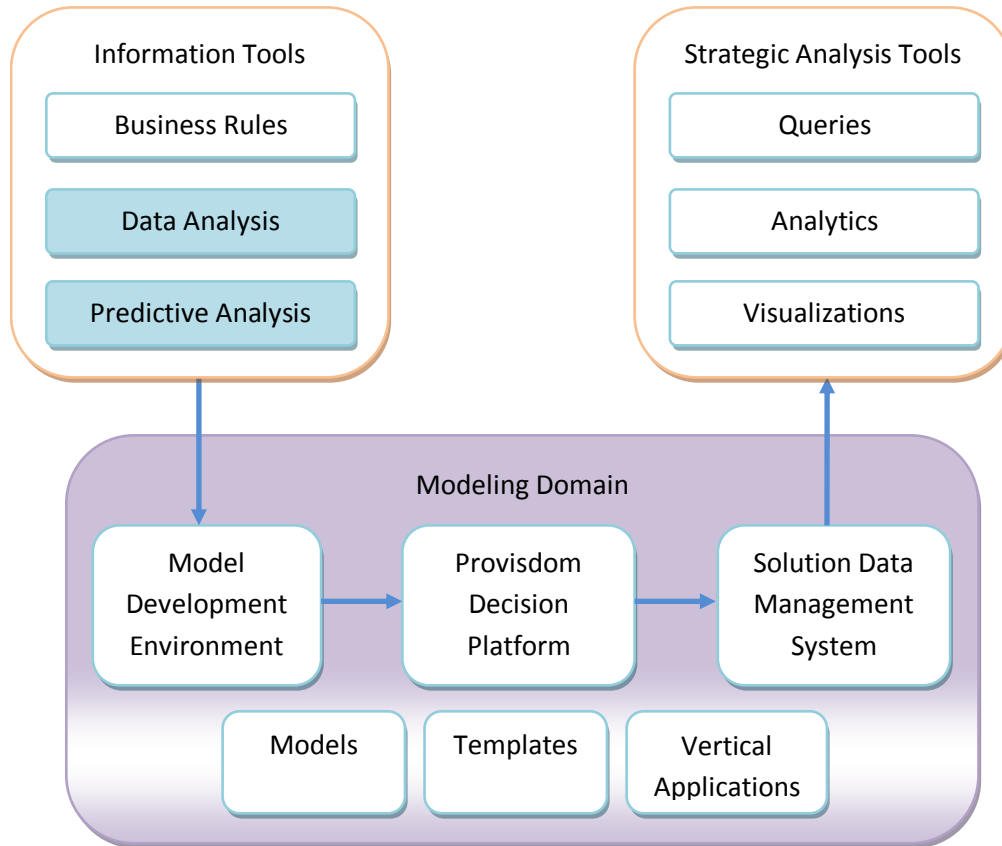 Information Tools
Business Rules
Data Analysis
Predictive Analysis
Strategic Analysis Tools
Queries
Analytics
Visualizations
Modeling Domain
Model
Development
Environment
Provisdom
Decision
Platform
Solution Data
Management
System
Models
Templates
Vertical
Applications